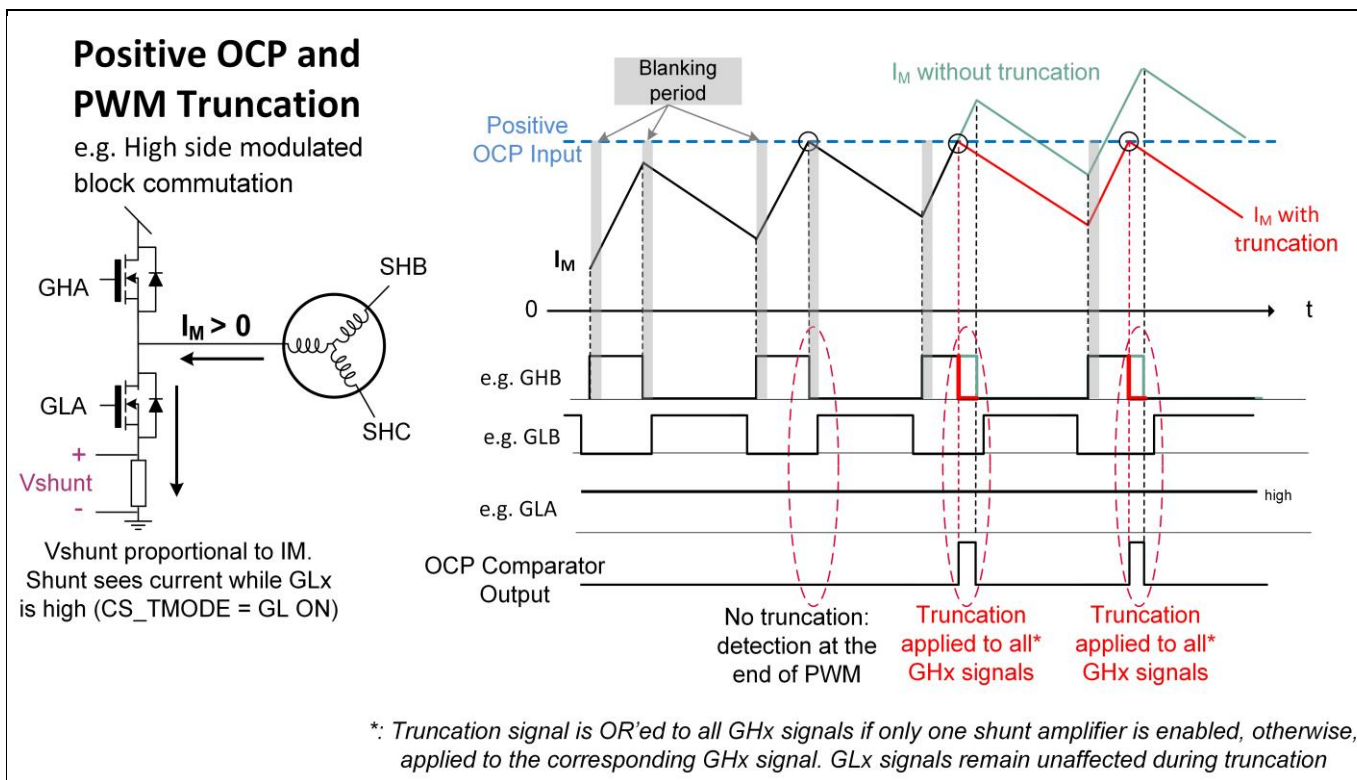 Positive OCP and
PWM Truncation
e.g. High side modulated
block commutation
GHA
I_M > 0
SHB
GLA
SHC
+
Vshunt
-
Vshunt proportional to IM.
Shunt sees current while GLx
is high (CS_TMODE = GL ON)
Blanking
period
I_M without truncation
Positive
OCP Input
I_M with
truncation
I_M
0
t
e.g. GHB
e.g. GLB
e.g. GLA
high
OCP Comparator
Output
No truncation:
detection at the
end of PWM
Truncation
applied to all*
GHx signals
Truncation
applied to all*
GHx signals
*: Truncation signal is OR'ed to all GHx signals if only one shunt amplifier is enabled, otherwise,
applied to the corresponding GHx signal. GLx signals remain unaffected during truncation